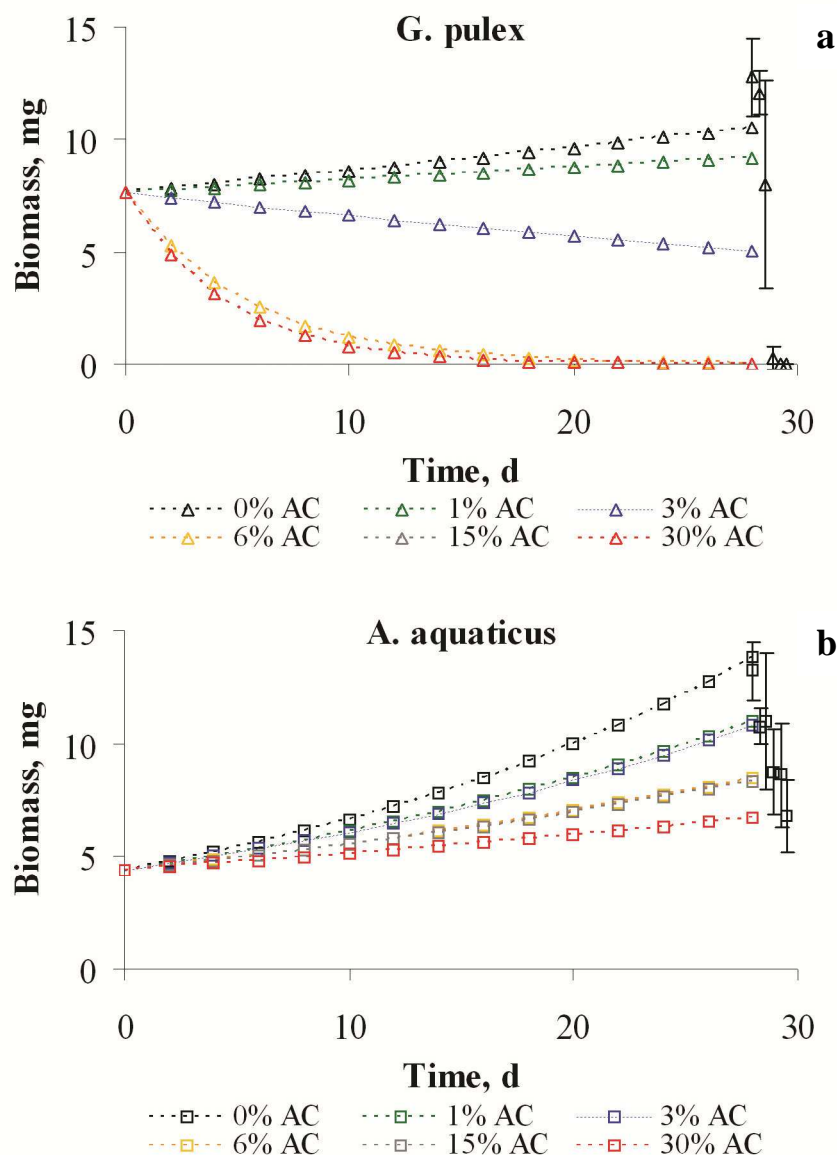 G. pulex
a
15
10
5
0
Biomass, mg
0 10 20 30
Time, d
0% AC 1% AC 3% AC
6% AC 15% AC 30% AC
A. aquaticus
b
15
10
5
0
Biomass, mg
0 10 20 30
Time, d
0% AC 1% AC 3% AC
6% AC 15% AC 30% AC